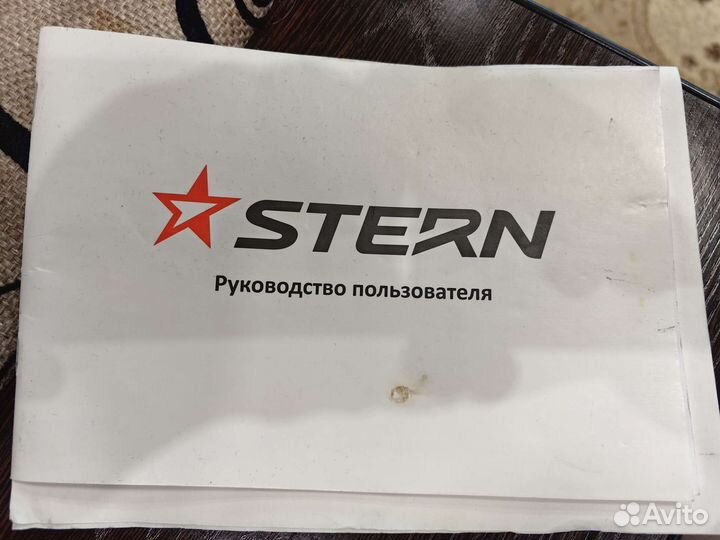 STERN
Руководство пользователя
Avito